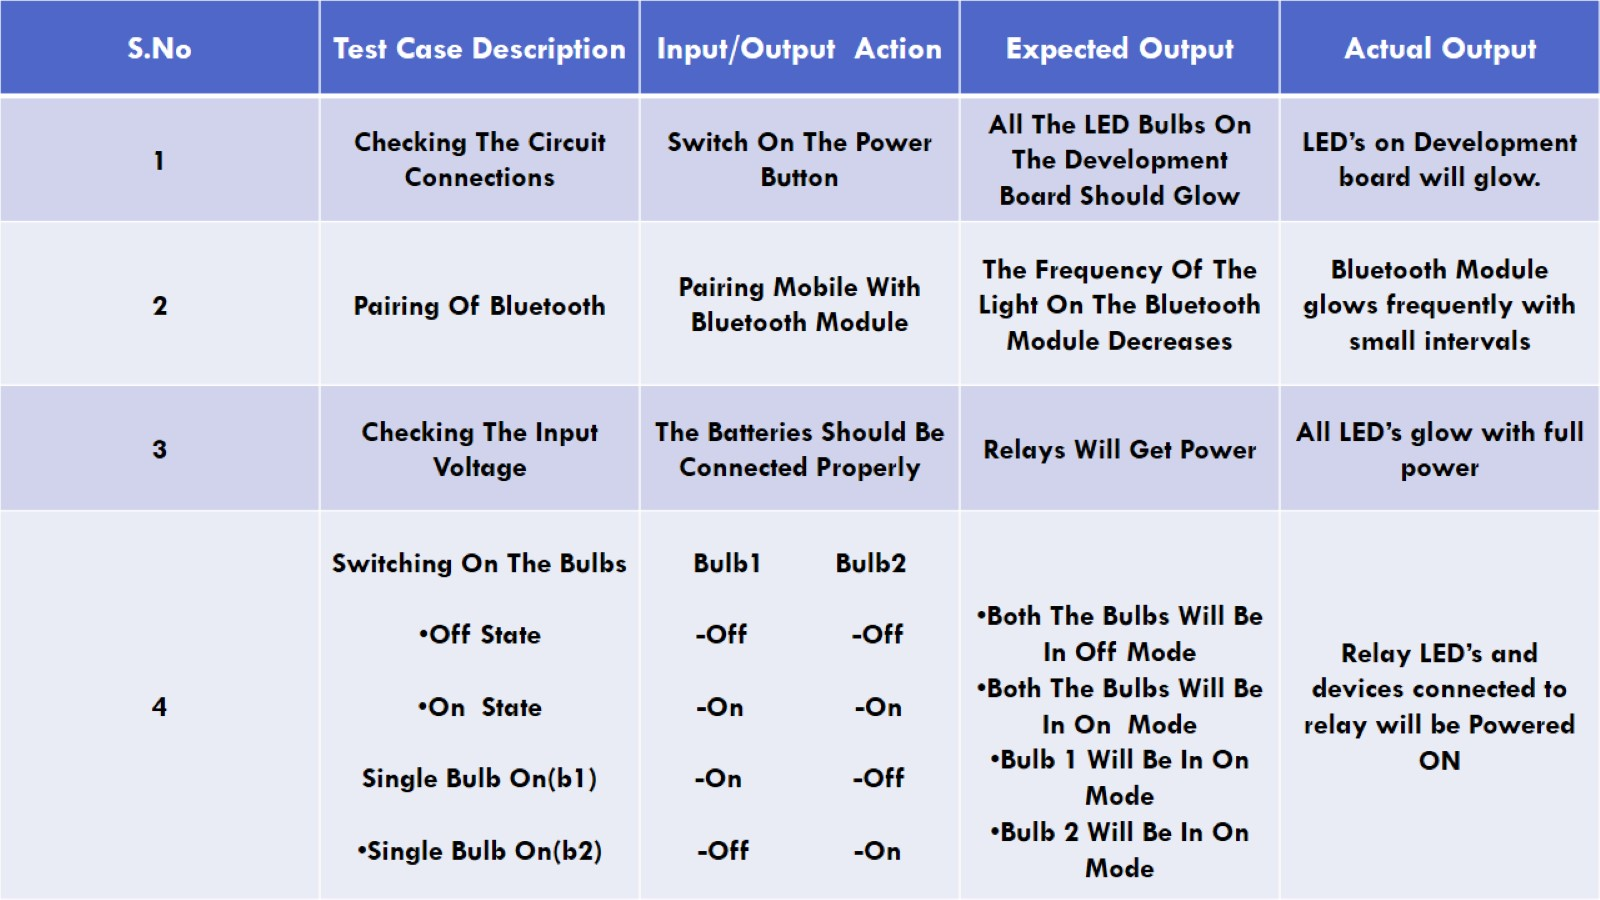 S.No
Test Case Description
Input/Output Action
Expected Output
Actual Output
1
Checking The Circuit
Connections
Switch On The Power
Button
All The LED Bulbs On
The Development
Board Should Glow
LED's on Development
board will glow.
2
Pairing Of Bluetooth
Pairing Mobile With
Bluetooth Module
The Frequency Of The
Light On The Bluetooth
Module Decreases
Bluetooth Module
glows frequently with
small intervals
3
Checking The Input
Voltage
The Batteries Should Be
Connected Properly
Relays Will Get Power
All LED's glow with full
power
4
Switching On The Bulbs
•Off State
•On State
Single Bulb On(b1)
•Single Bulb On(b2)
Bulb1 Bulb2
-Off -Off
-On -On
-On -Off
-Off -On
•Both The Bulbs Will Be
In Off Mode
•Both The Bulbs Will Be
In On Mode
•Bulb 1 Will Be In On
Mode
•Bulb 2 Will Be In On
Mode
Relay LED's and
devices connected to
relay will be Powered
ON